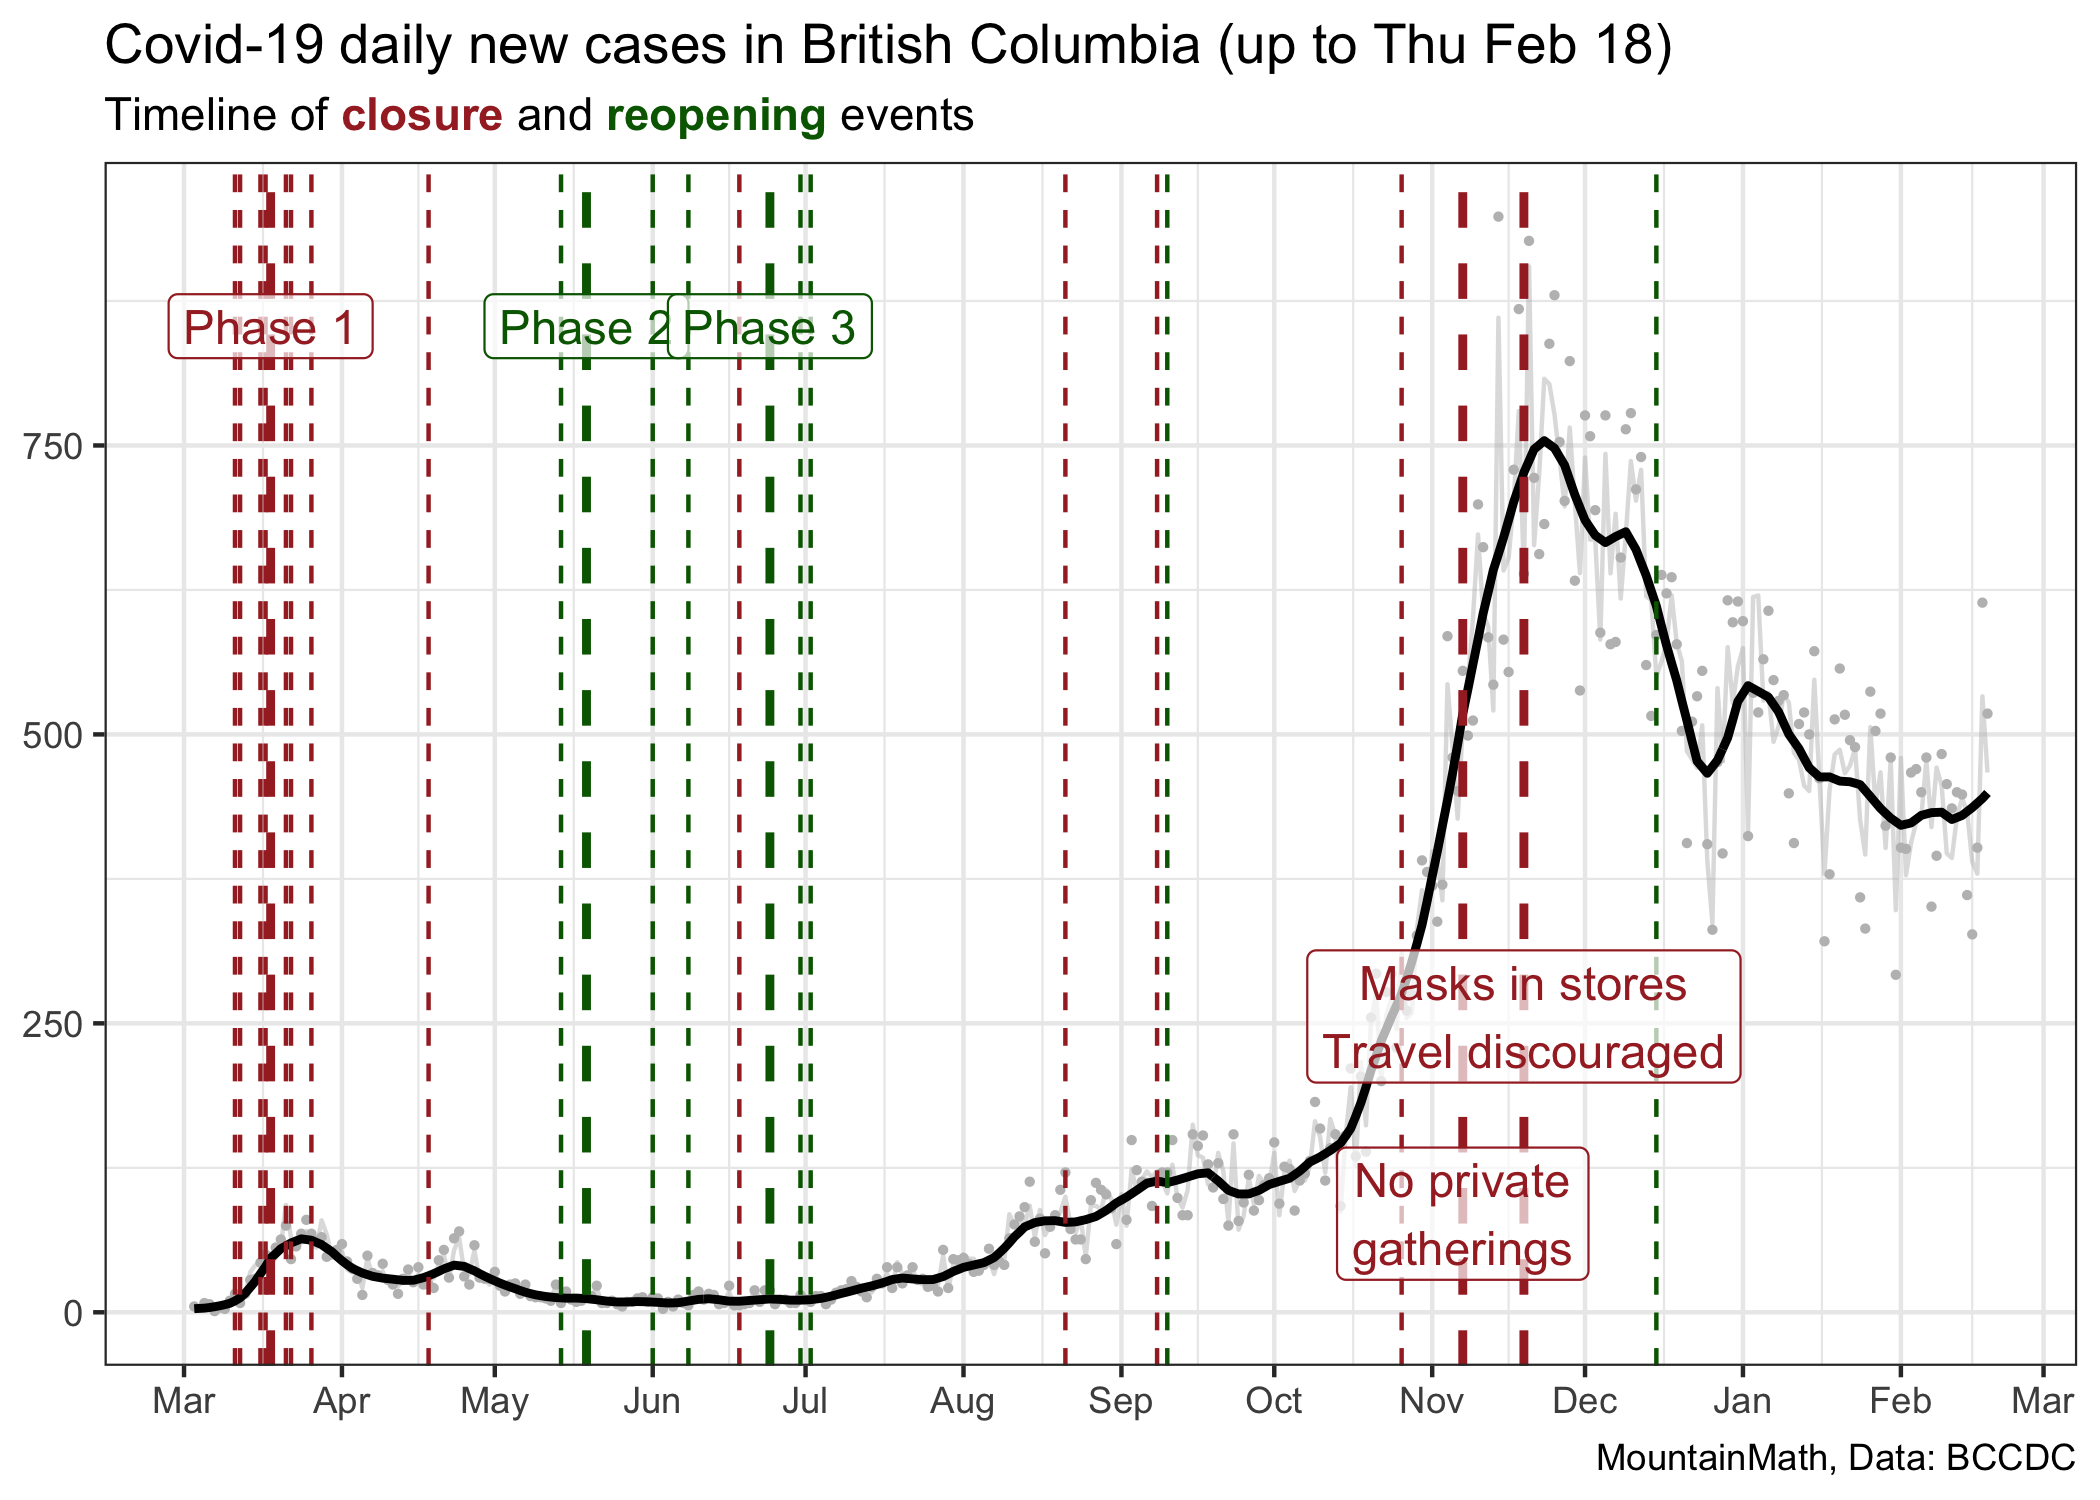 Covid-19 daily new cases in British Columbia (up to Thu Feb 18)
Timeline of closure and reopening events
Phase 1
Phase 2
Phase 3
750
500
250
0
Masks in stores
Travel discouraged
No private
gatherings
Mar
Apr
May
Jun
Jul
Aug
Sep
Oct
Nov
Dec
Jan
Feb
Mar
MountainMath, Data: BCCDC